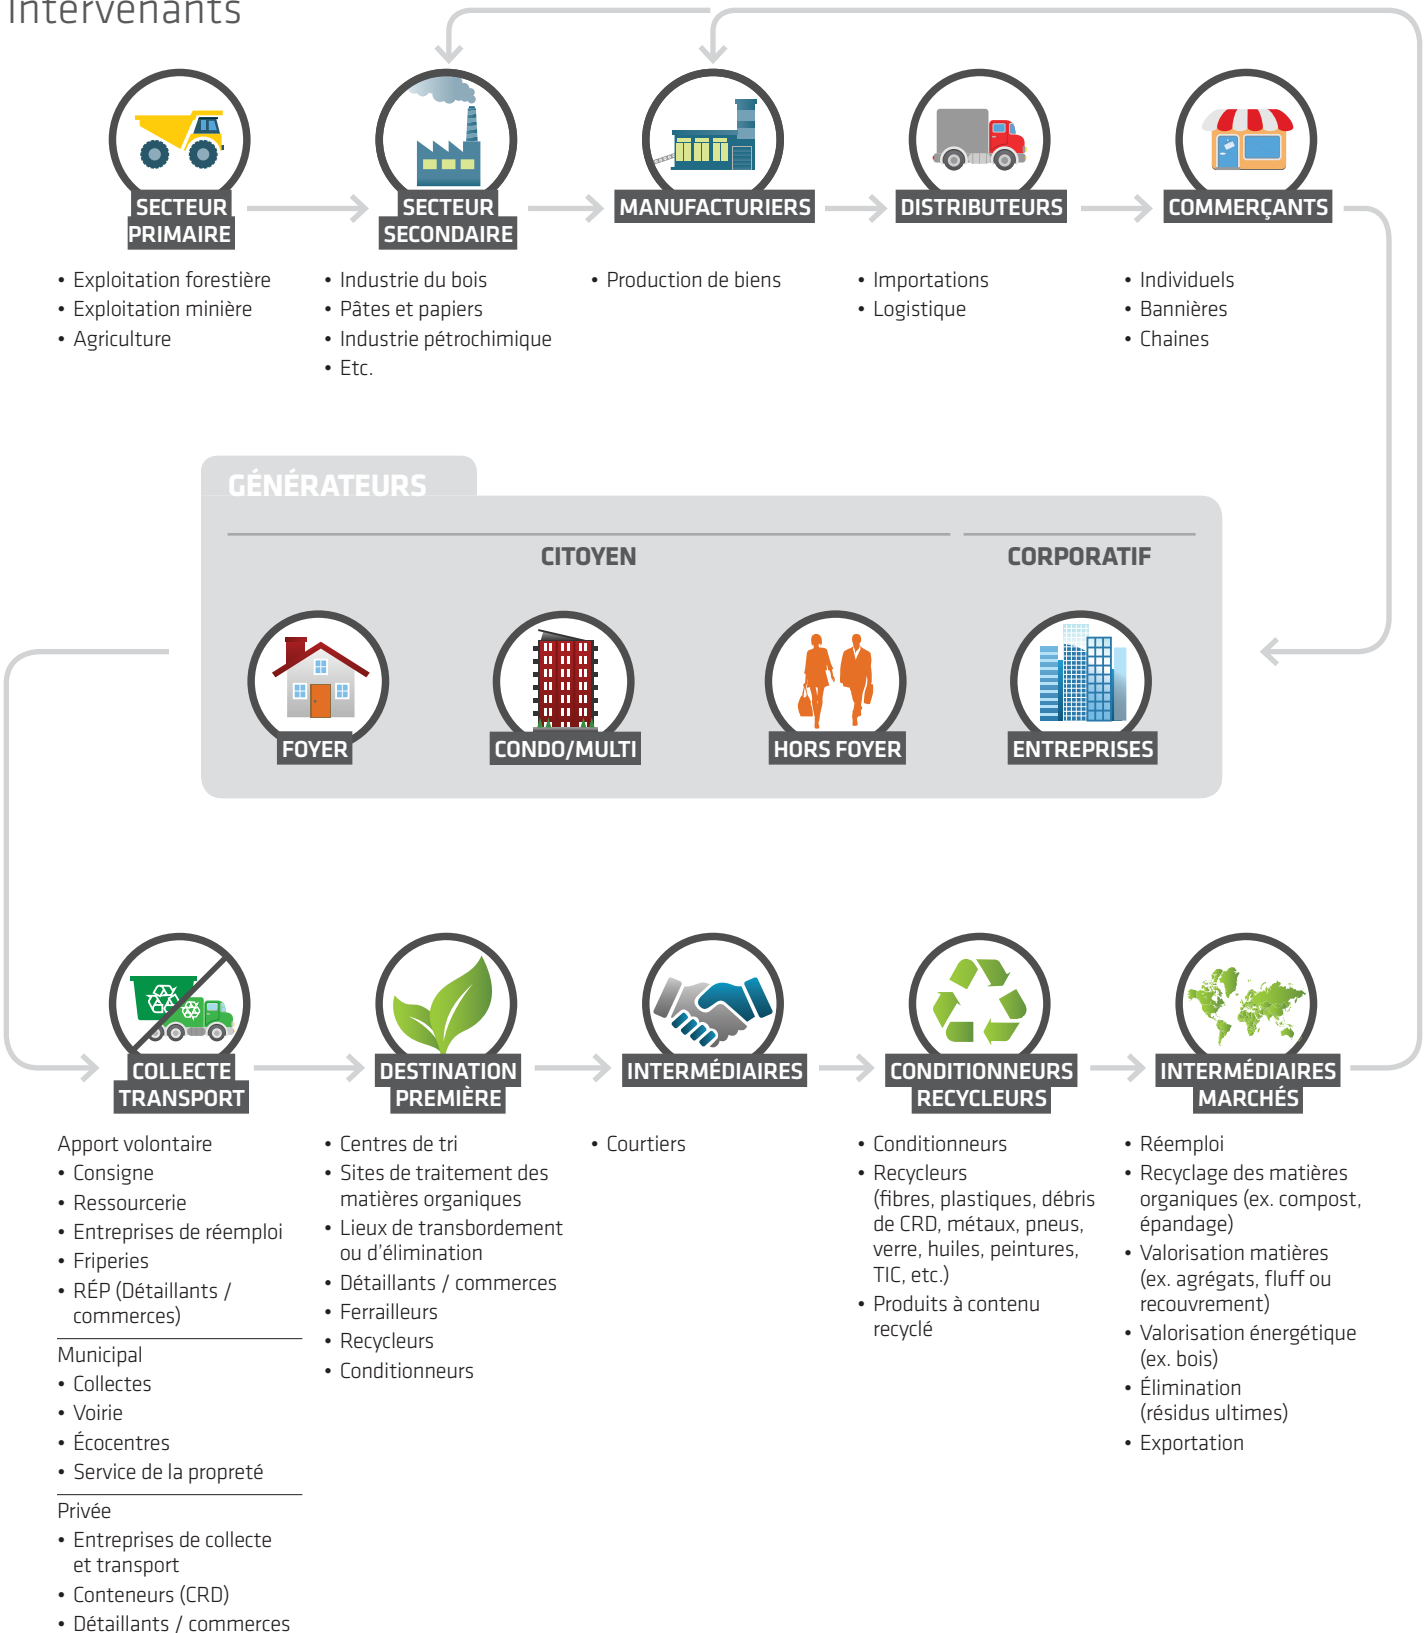 Intervenants
SECTEUR
PRIMAIRE
• Exploitation forestière
• Exploitation minière
• Agriculture
SECTEUR
SECONDAIRE
• Industrie du bois
• Pâtes et papiers
• Industrie pétrochimique
• Etc.
MANUFACTURIERS
• Production de biens
DISTRIBUTEURS
• Importations
• Logistique
COMMERÇANTS
• Individuels
• Bannières
• Chaines
GÉNÉRATEURS
CITOYEN
CORPORATIF
FOYER
CONDO/MULTI
HORS FOYER
ENTREPRISES
COLLECTE
TRANSPORT
Apport volontaire
• Consigne
• Ressourcerie
• Entreprises de réemploi
• Friperies
• RÉP (Détaillants /
commerces)
Municipal
• Collectes
• Voirie
• Écocentres
• Service de la propreté
Privée
• Entreprises de collecte
et transport
• Conteneurs (CRD)
• Détaillants / commerces
DESTINATION
PREMIÈRE
• Centres de tri
• Sites de traitement des
matières organiques
• Lieux de transbordement
ou d'élimination
• Détaillants / commerces
• Ferrailleurs
• Recycleurs
• Conditionneurs
INTERMÉDIAIRES
• Courtiers
CONDITIONNEURS
RECYCLEURS
• Conditionneurs
• Recycleurs
(fibres, plastiques, débris
de CRD, métaux, pneus,
verre, huiles, peintures,
TIC, etc.)
• Produits à contenu
recyclé
INTERMÉDIAIRES
MARCHÉS
• Réemploi
• Recyclage des matières
organiques (ex. compost,
épandage)
• Valorisation matières
(ex. agrégats, fluff ou
recouvrement)
• Valorisation énergétique
(ex. bois)
• Élimination
(résidus ultimes)
• Exportation